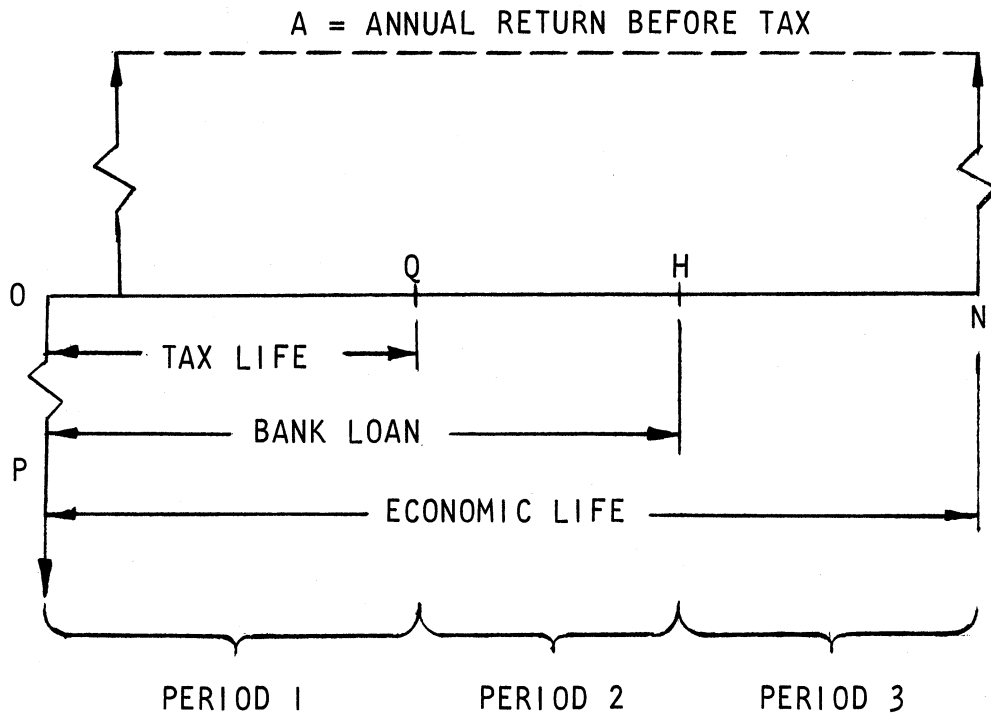 A = ANNUAL RETURN BEFORE TAX
Q
H
O
N
TAX LIFE
BANK LOAN
P
ECONOMIC LIFE
PERIOD 1
PERIOD 2
PERIOD 3